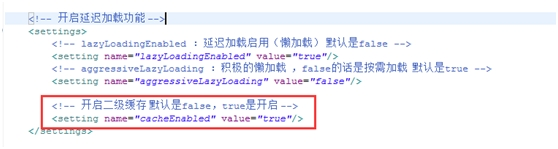 <!-- 开启延迟加载功能 -->
<settings>
<!-- lazyLoadingEnabled : 延迟加载启用（懒加载）默认是false -->
<setting name="lazyLoadingEnabled" value="true"/>
<!-- aggressiveLazyLoading : 积极的懒加载 ，false的话是按需加载 默认是true -->
<setting name="aggressiveLazyLoading" value="false"/>
<!-- 开启二级缓存 默认是false，true是开启 -->
<setting name="cacheEnabled" value="true"/>
</settings>